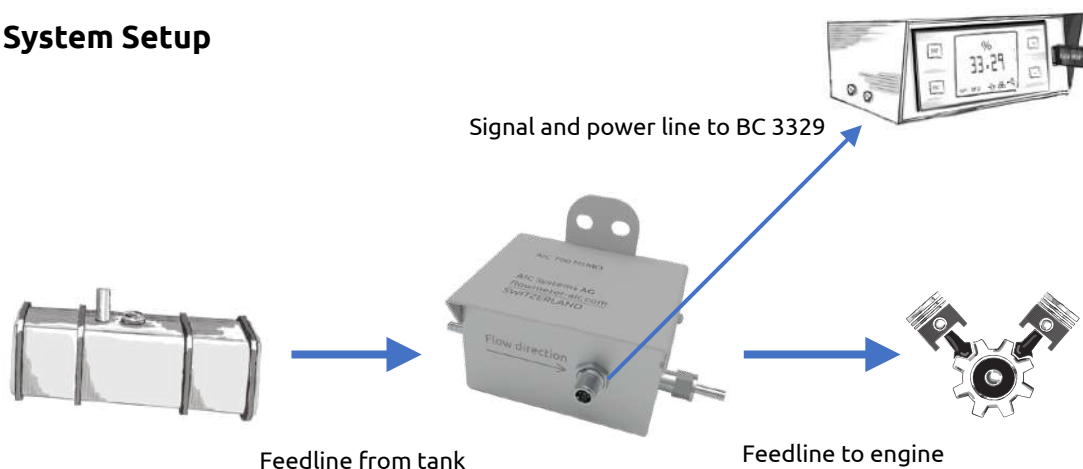 System Setup
%
33.29
Signal and power line to BC 3329
AIC Systems AG
flowmeter-aic.com
SWITZERLAND
Flow direction
Feedline from tank
Feedline to engine